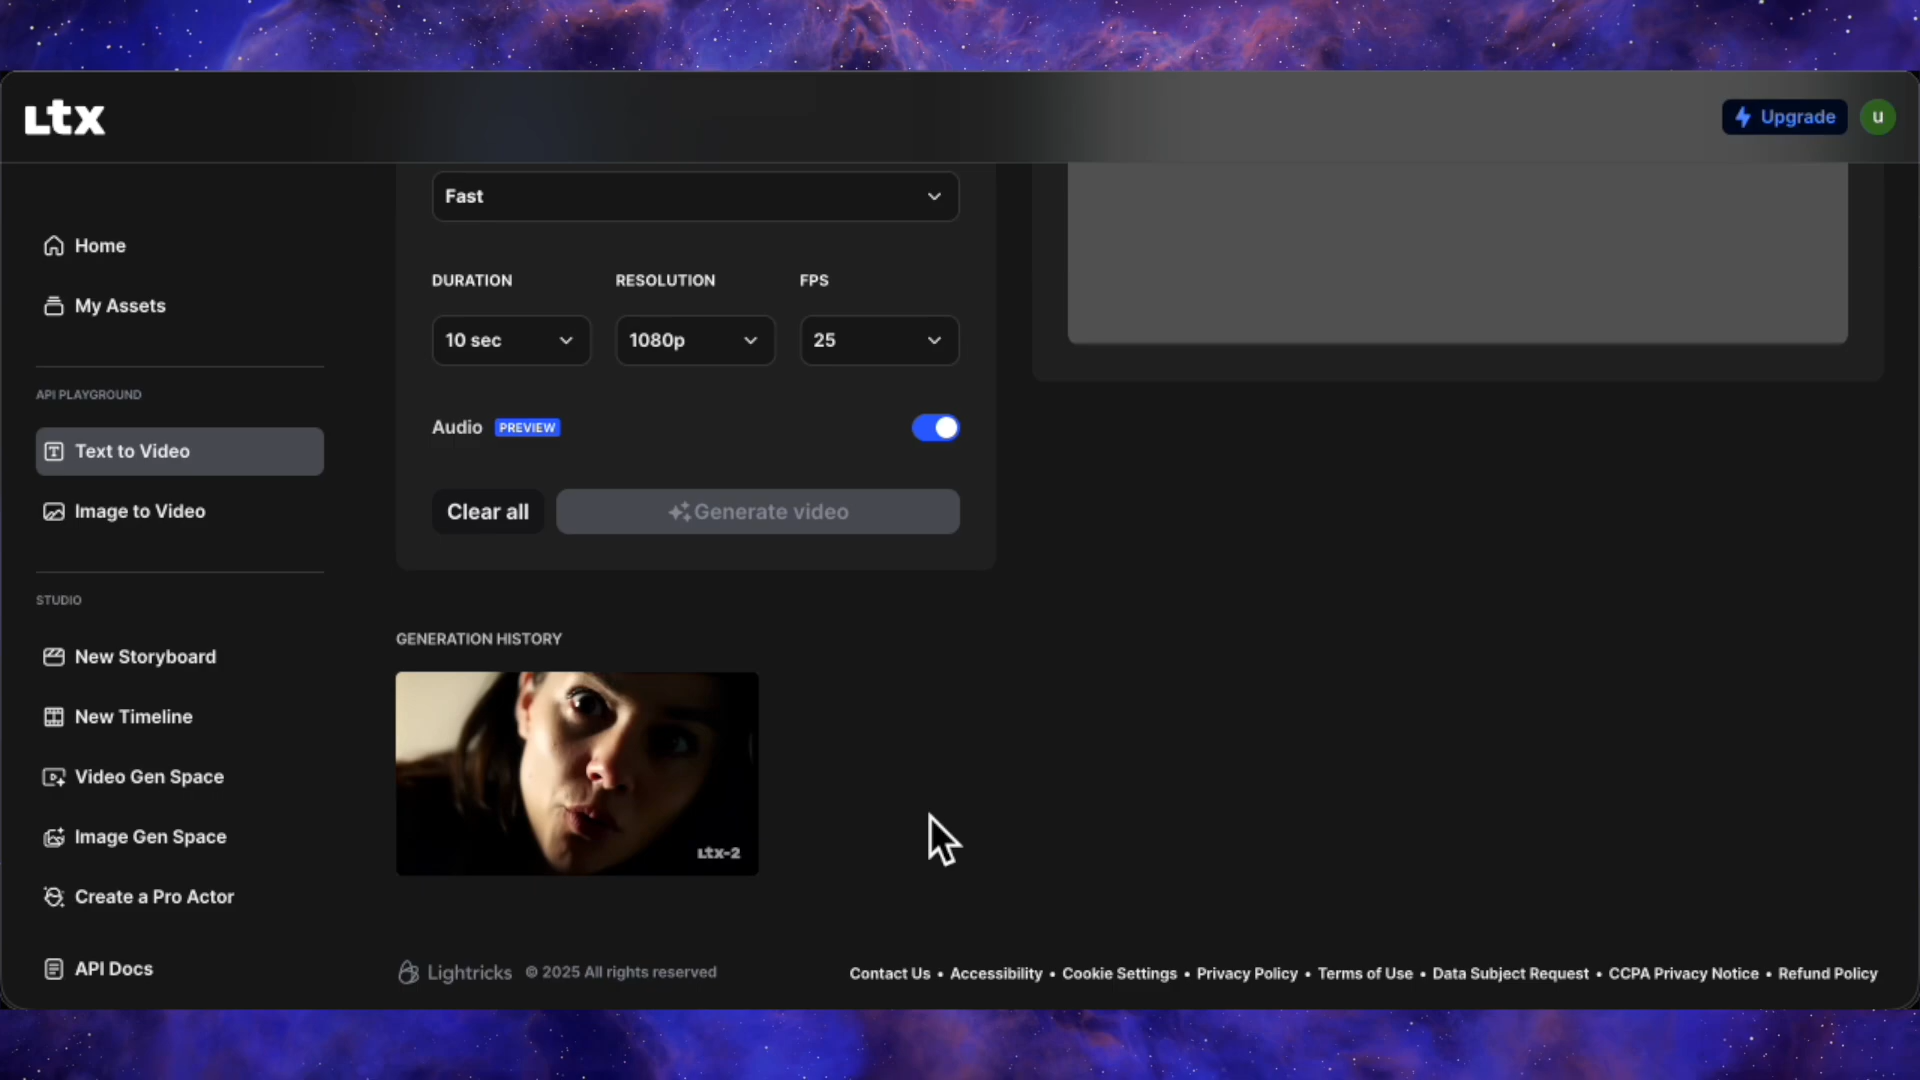 Ltx
Upgrade
u
Fast
Home
My Assets
DURATION
RESOLUTION
FPS
10 sec
1080p
25
API PLAYGROUND
Audio PREVIEW
Text to Video
Image to Video
Clear all
Generate video
STUDIO
New Storyboard
New Timeline
Video Gen Space
Image Gen Space
Create a Pro Actor
API Docs
GENERATION HISTORY
Ltx-2
Lightricks © 2025 All rights reserved
Contact Us • Accessibility • Cookie Settings • Privacy Policy • Terms of Use • Data Subject Request • CCPA Privacy Notice • Refund Policy